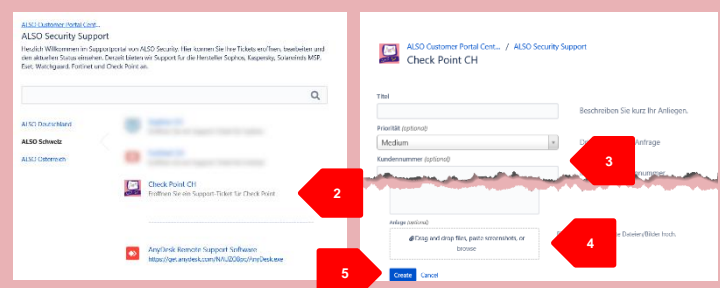 ALSO Customer Portal Cent...
ALSO Security Support
Herzlich Willkommen im Supportportal von ALSO Security. Hier können Sie Ihre Tickets eröffnen, bearbeiten und
den aktuellen Status einsehen. Derzeit bieten wir Support für die Hersteller Sophos, Kaspersky, Solarwinds MSP,
Eset, Watchguard, Fortinet und Check Point an.
ALSO Deutschland
ALSO Schweiz
ALSO Österreich
Check Point CH
Eröffnen Sie ein Support-Ticket für Check Point
2
AnyDesk Remote Support Software
ALSO Customer Portal Cent... / ALSO Security Support
Check Point CH
Titel
Beschreiben Sie kurz Ihr Anliegen.
Priorität (optional)
Medium
Anfrage
Kundennummer (optional)
3
Anlage (optional)
Drag and drop files, paste screenshots, or
browse
4
Dateien/Bilder hoch.
5
Create Cancel